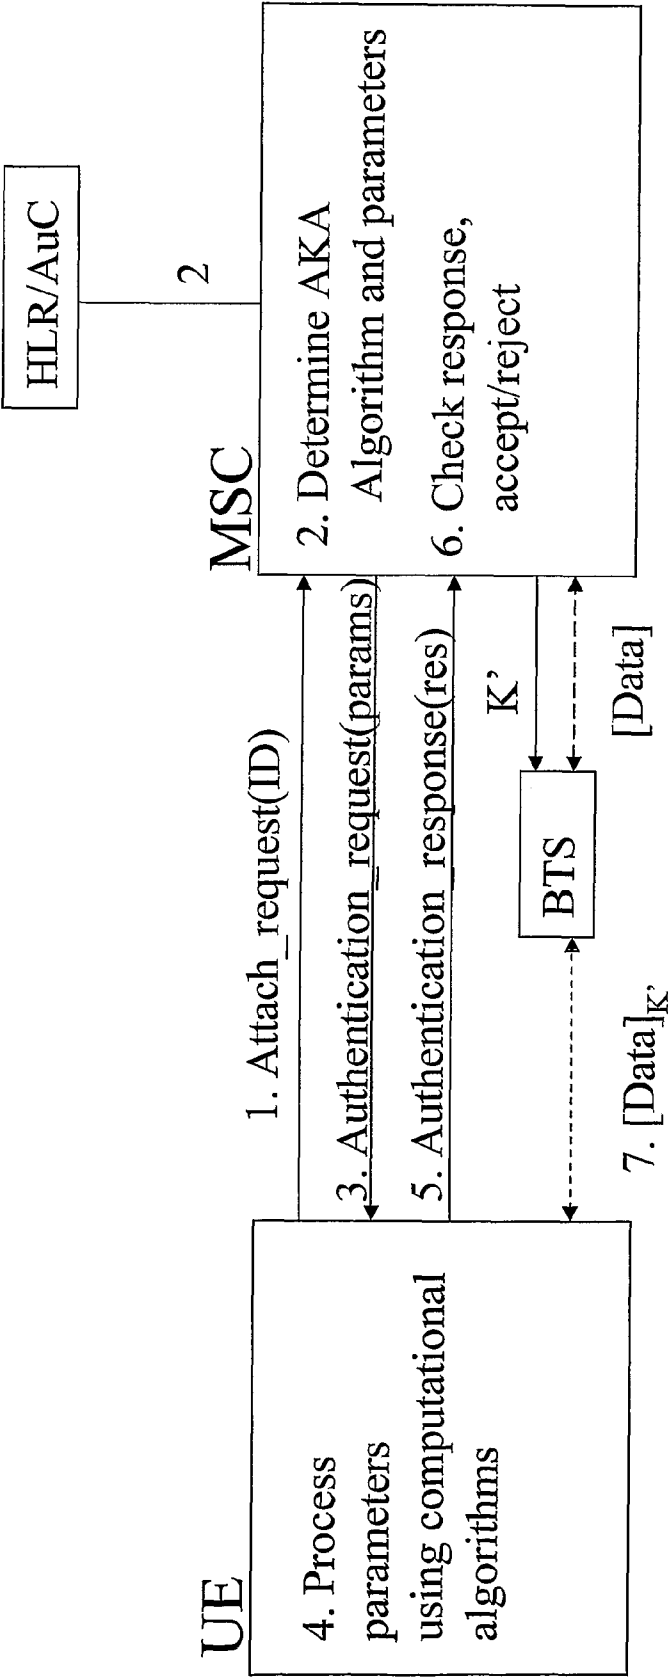 HLR/AuC
2
UE
MSC
1. Attach_request(ID)
2. Determine AKA
Algorithm and parameters
3. Authentication_request(params)
4. Process
parameters
using computational
algorithms
5. Authentication_response(res)
6. Check response,
accept/reject
K’
BTS
[Data]
7. [Data]K’